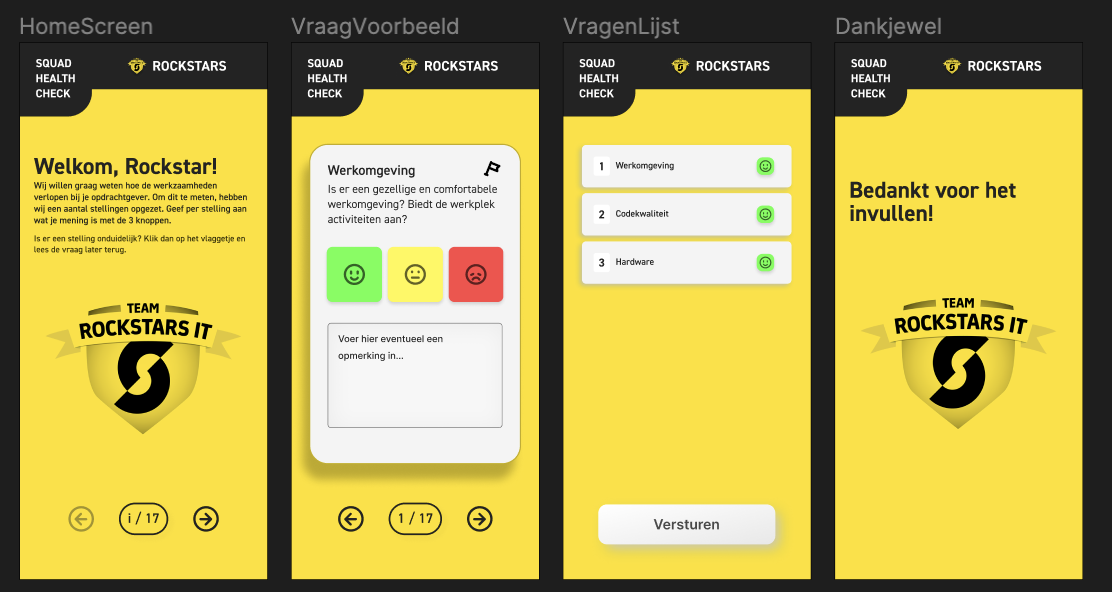 HomeScreen
SQUAD
HEALTH
CHECK
ROCKSTARS
Welkom, Rockstar!
Wij willen graag weten hoe de werkzaamheden
verlopen bij je opdrachtgever. Om dit te meten, hebben
wij een aantal stellingen opgezet. Geef per stelling aan
wat je mening is met de 3 knoppen.
Is er een stelling onduidelijk? Klik dan op het vlaggetje en
lees de vraag later terug.
TEAM
ROCKSTARS IT
i / 17
VraagVoorbeeld
SQUAD
HEALTH
CHECK
ROCKSTARS
Werkomgeving
Is er een gezellige en comfortabele
werkomgeving? Biedt de werkplek
activiteiten aan?
Voer hier eventueel een
opmerking in...
1 / 17
VragenLijst
SQUAD
HEALTH
CHECK
ROCKSTARS
1 Werkomgeving
2 Codekwaliteit
3 Hardware
Versturen
Dankjewel
SQUAD
HEALTH
CHECK
ROCKSTARS
Bedankt voor het
invullen!
TEAM
ROCKSTARS IT